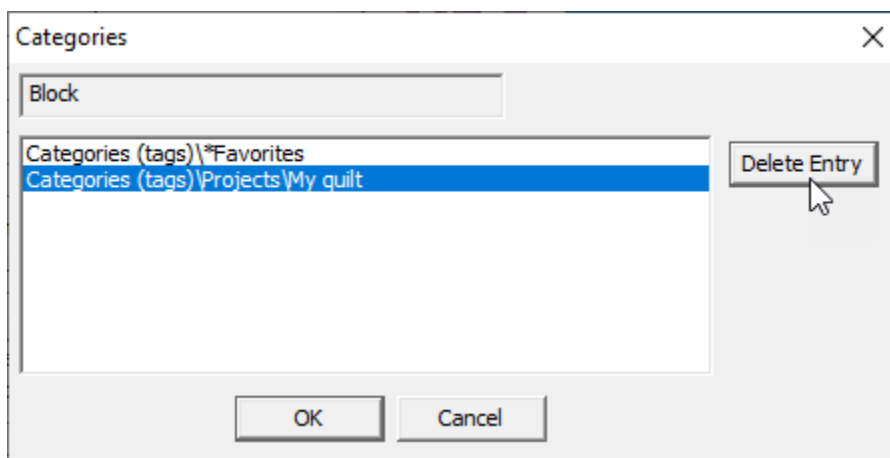 Categories
Block
Categories (tags)\*Favorites
Categories (tags)\Projects\My quilt
Delete Entry
OK
Cancel